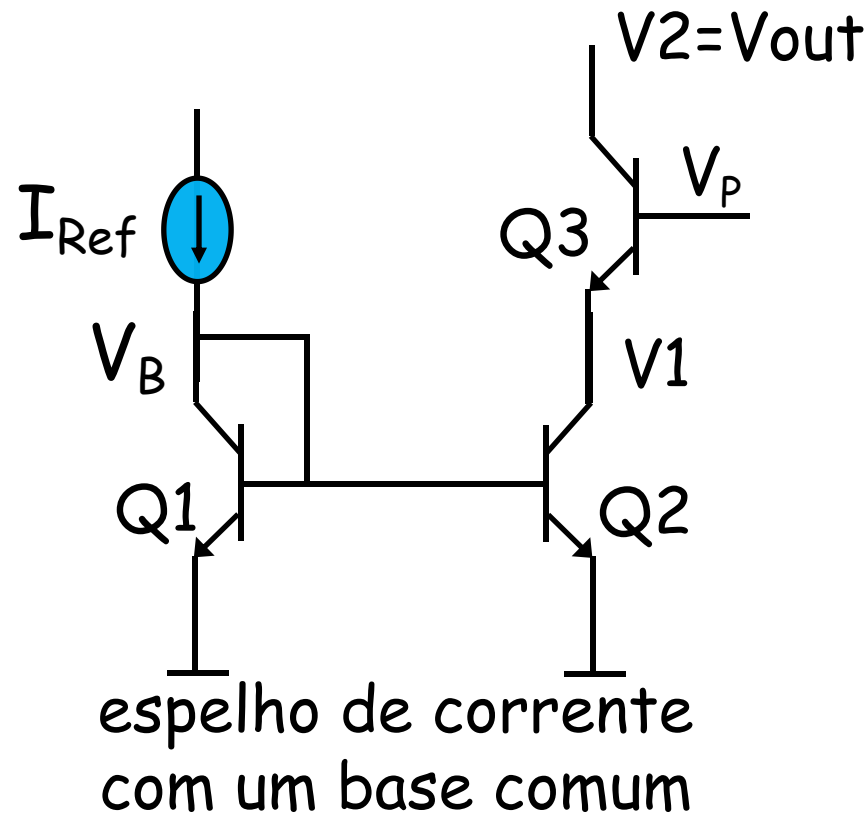 V2=Vout
IRef
VP
Q3
VB
V1
Q1
Q2
espelho de corrente
com um base comum